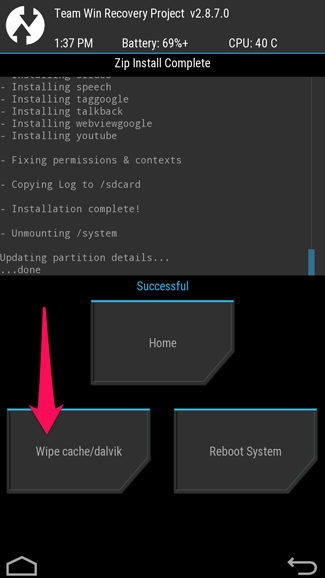 Team Win Recovery Project v2.8.7.0
1:37 PM Battery: 69%+ CPU: 40 C
Zip Install Complete
- Installing speech
- Installing taggoogle
- Installing talkback
- Installing webviewgoogle
- Installing youtube
- Fixing permissions & contexts
- Copying Log to /sdcard
- Installation complete!
- Unmounting /system
Updating partition details...
...done
Successful
Home
Wipe cache/dalvik
Reboot System